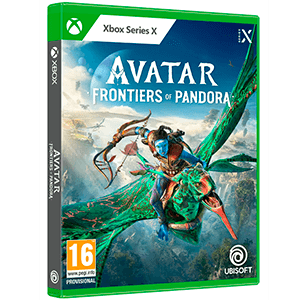 XBOX
AVATAR
FRONTIERS OF PANDORA
Xbox Series X
AVATAR
FRONTIERS OF PANDORA
16
www.pegi.info
PROVISIONAL
UBISOFT